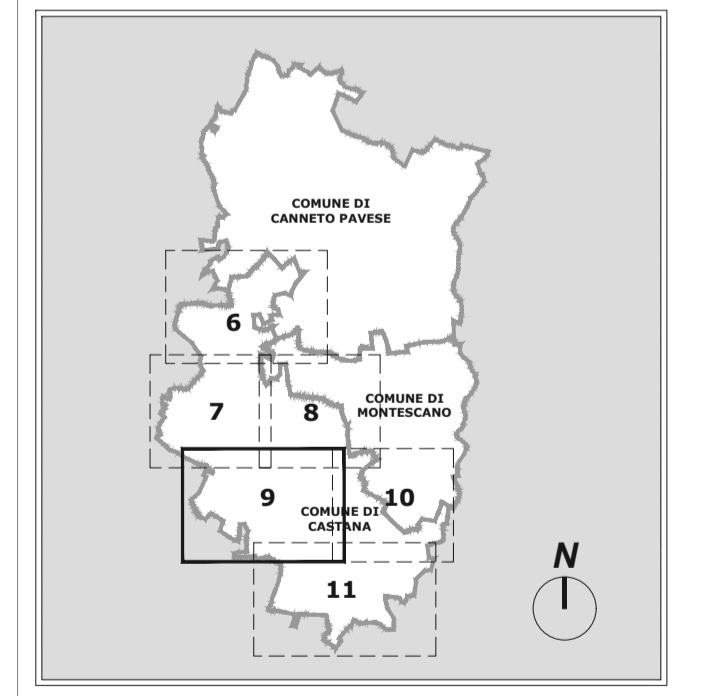 COMUNE DI
CANNETO PAVESE
6
COMUNE DI
MONTESCANO
7
8
9
10
COMUNE DI
CASTANA
N
11